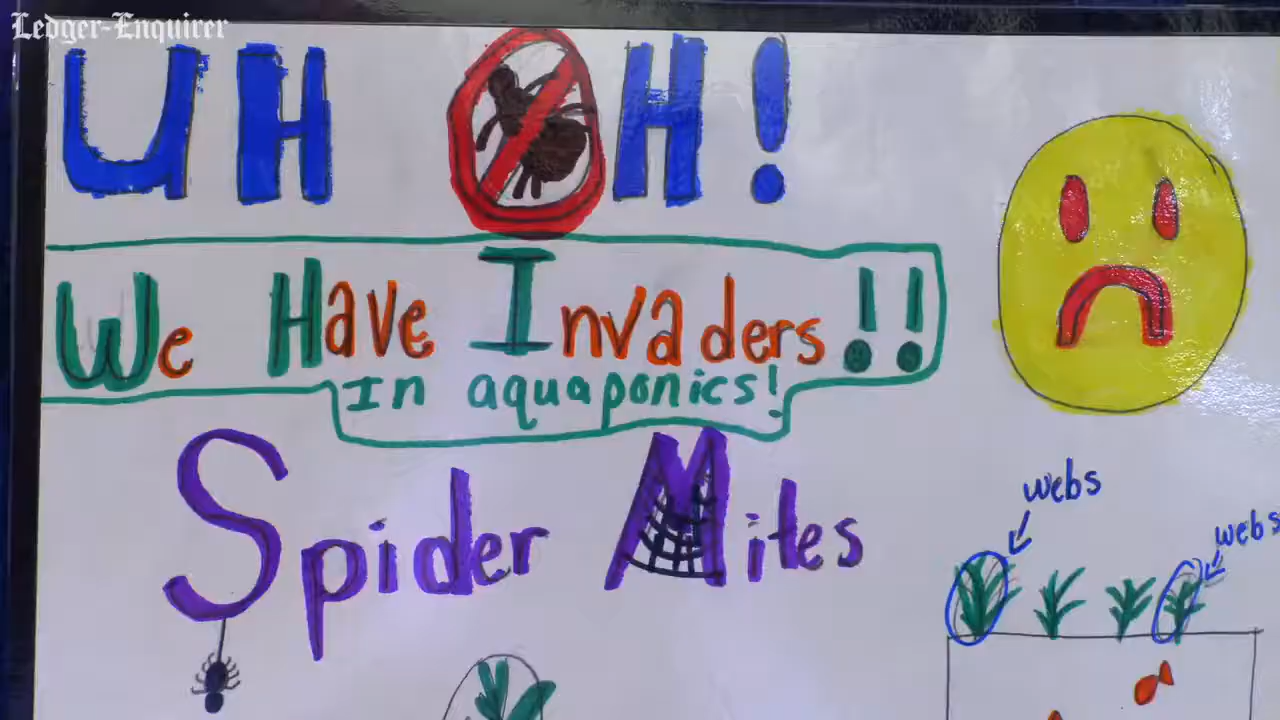 Ledger-Enquirer
UH OH!
We Have Invaders!!
In aquaponics!
Spider Mites
webs
webs